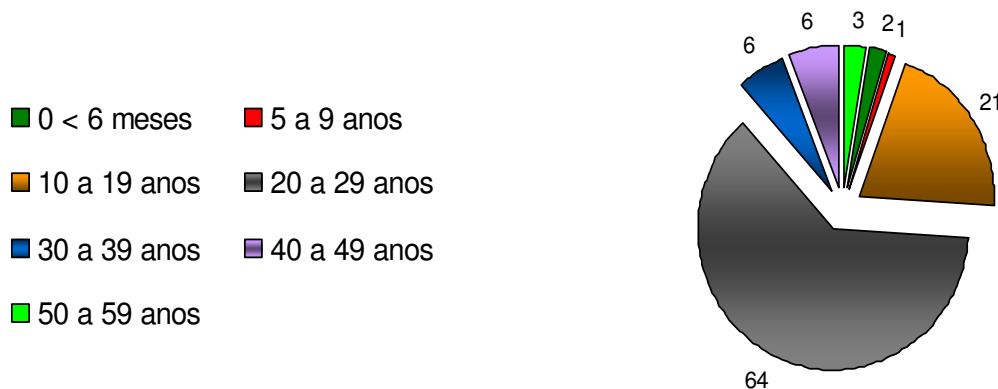 0 < 6 meses
5 a 9 anos
10 a 19 anos
20 a 29 anos
30 a 39 anos
40 a 49 anos
50 a 59 anos
6
6
3
2
1
21
64